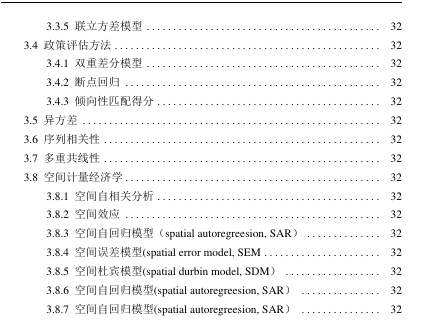 3.3.5 联立方差模型 . . . . . . . . . . . . . . . . . . . . . . . . . . . . . . . . . . . . 32
3.4 政策评估方法 . . . . . . . . . . . . . . . . . . . . . . . . . . . . . . . . . . . . . . . . 32
3.4.1 双重差分模型 . . . . . . . . . . . . . . . . . . . . . . . . . . . . . . . . . . . . 32
3.4.2 断点回归 . . . . . . . . . . . . . . . . . . . . . . . . . . . . . . . . . . . . . . . 32
3.4.3 倾向性匹配得分 . . . . . . . . . . . . . . . . . . . . . . . . . . . . . . . . . . 32
3.5 异方差 . . . . . . . . . . . . . . . . . . . . . . . . . . . . . . . . . . . . . . . . . . . . . 32
3.6 序列相关性 . . . . . . . . . . . . . . . . . . . . . . . . . . . . . . . . . . . . . . . . . . 32
3.7 多重共线性 . . . . . . . . . . . . . . . . . . . . . . . . . . . . . . . . . . . . . . . . . . 32
3.8 空间计量经济学 . . . . . . . . . . . . . . . . . . . . . . . . . . . . . . . . . . . . . . 32
3.8.1 空间自相关分析 . . . . . . . . . . . . . . . . . . . . . . . . . . . . . . . . . . 32
3.8.2 空间效应 . . . . . . . . . . . . . . . . . . . . . . . . . . . . . . . . . . . . . . . 32
3.8.3 空间自回归模型（spatial autoregreesion, SAR） . . . . . . . . . . . . 32
3.8.4 空间误差模型(spatial error model, SEM . . . . . . . . . . . . . . . . . . 32
3.8.5 空间杜宾模型(spatial durbin model, SDM） . . . . . . . . . . . . . . . 32
3.8.6 空间自回归模型(spatial autoregreesion, SAR） . . . . . . . . . . . . . 32
3.8.7 空间自回归模型(spatial autoregreesion, SAR） . . . . . . . . . . . . . 32